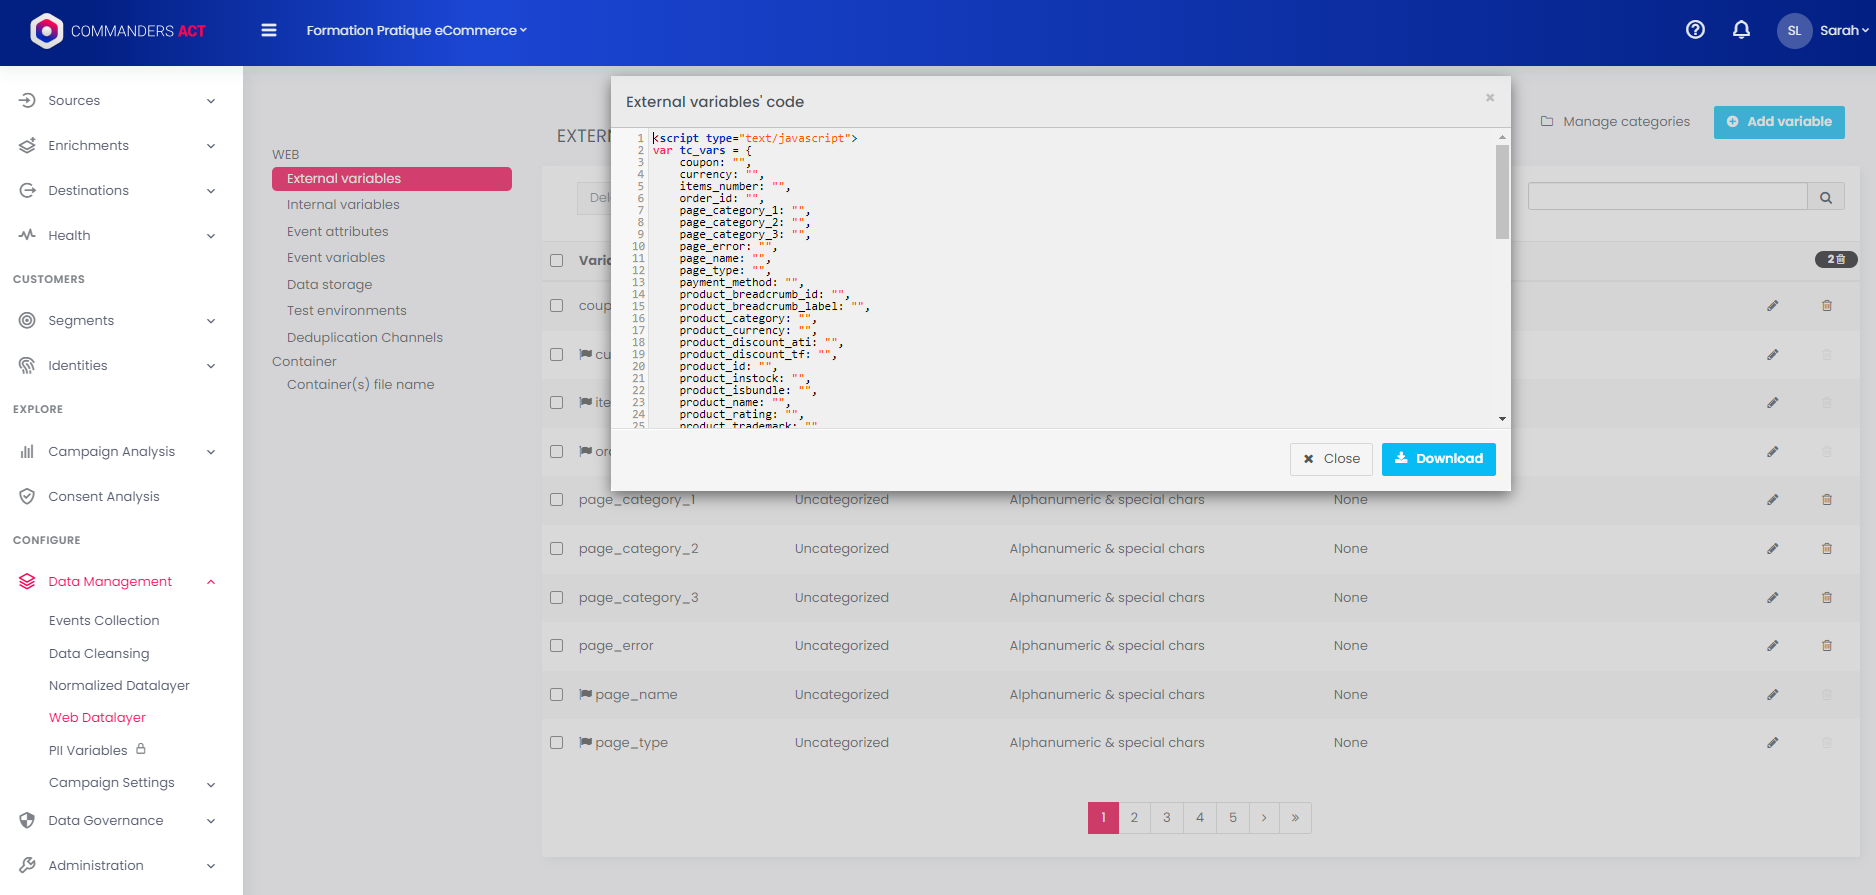 COMMANDERS ACT
Formation Pratique eCommerce
SL
Sarah
Sources
Enrichments
Destinations
Health
CUSTOMERS
Segments
Identities
EXPLORE
Campaign Analysis
Consent Analysis
CONFIGURE
Data Management
Events Collection
Data Cleansing
Normalized Datalayer
Web Datalayer
PII Variables
Campaign Settings
Data Governance
Administration
WEB
External variables
Internal variables
Event attributes
Event variables
Data storage
Test environments
Deduplication Channels
Container
Container(s) file name
Manage categories
Add variable
2
External variables' code
×
1 <script type="text/javascript">
2 var tc_vars = {
3 coupon: "",
4 currency: "",
5 items_number: "",
6 order_id: "",
7 page_category_1: "",
8 page_category_2: "",
9 page_category_3: "",
10 page_error: "",
11 page_name: "",
12 page_type: "",
13 payment_method: "",
14 product_breadcrumb_id: "",
15 product_breadcrumb_label: "",
16 product_category: "",
17 product_currency: "",
18 product_discount_ati: "",
19 product_discount_tf: "",
20 product_id: "",
21 product_instock: "",
22 product_isbundle: "",
23 product_name: "",
24 product_rating: "",
25 product_trademark: ""
Close
Download
page_category_1 Uncategorized Alphanumeric & special chars None
page_category_2 Uncategorized Alphanumeric & special chars None
page_category_3 Uncategorized Alphanumeric & special chars None
page_error Uncategorized Alphanumeric & special chars None
page_name Uncategorized Alphanumeric & special chars None
page_type Uncategorized Alphanumeric & special chars None
1 2 3 4 5 › »